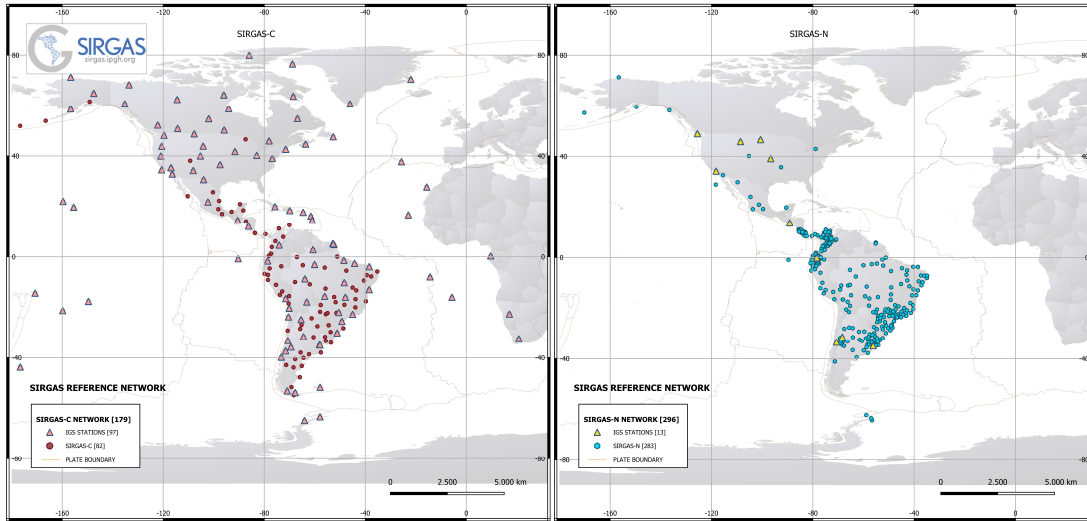 -160
-120
-80
-40
0
SIRGAS-C
SIRGAS
sirgas.ipgh.org
80
40
0
-40
-80
SIRGAS REFERENCE NETWORK
SIRGAS-C NETWORK [179]
IGS STATIONS [97]
SIRGAS-C [82]
PLATE BOUNDARY
0
2.500
5.000 km
-160
-120
-80
-40
0
-160
-120
-80
-40
0
SIRGAS-N
80
40
0
-40
-80
SIRGAS REFERENCE NETWORK
SIRGAS-N NETWORK [296]
IGS STATIONS [13]
SIRGAS-N [283]
PLATE BOUNDARY
0
2.500
5.000 km
-160
-120
-80
-40
0